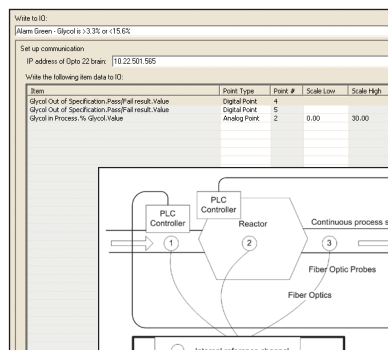 Write to IO:
Alarm Green - Glycol is >3.3% or <15.6%
Set up communication
IP address of Opto 22 brain: 10.22.501.565
Write the following item data to IO:
Item Point Type Point # Scale Low Scale High
Glycol Out of Specification.Pass/Fail result.Value Digital Point 4
Glycol Out of Specification.Pass/Fail result.Value Digital Point 5
Glycol in Process.% Glycol.Value Analog Point 2 0.00 30.00
PLC
Controller
PLC
Controller
Reactor
Continuous process s
1
2
3
Fiber Optic Probes
Fiber Optics
Internal reference channel